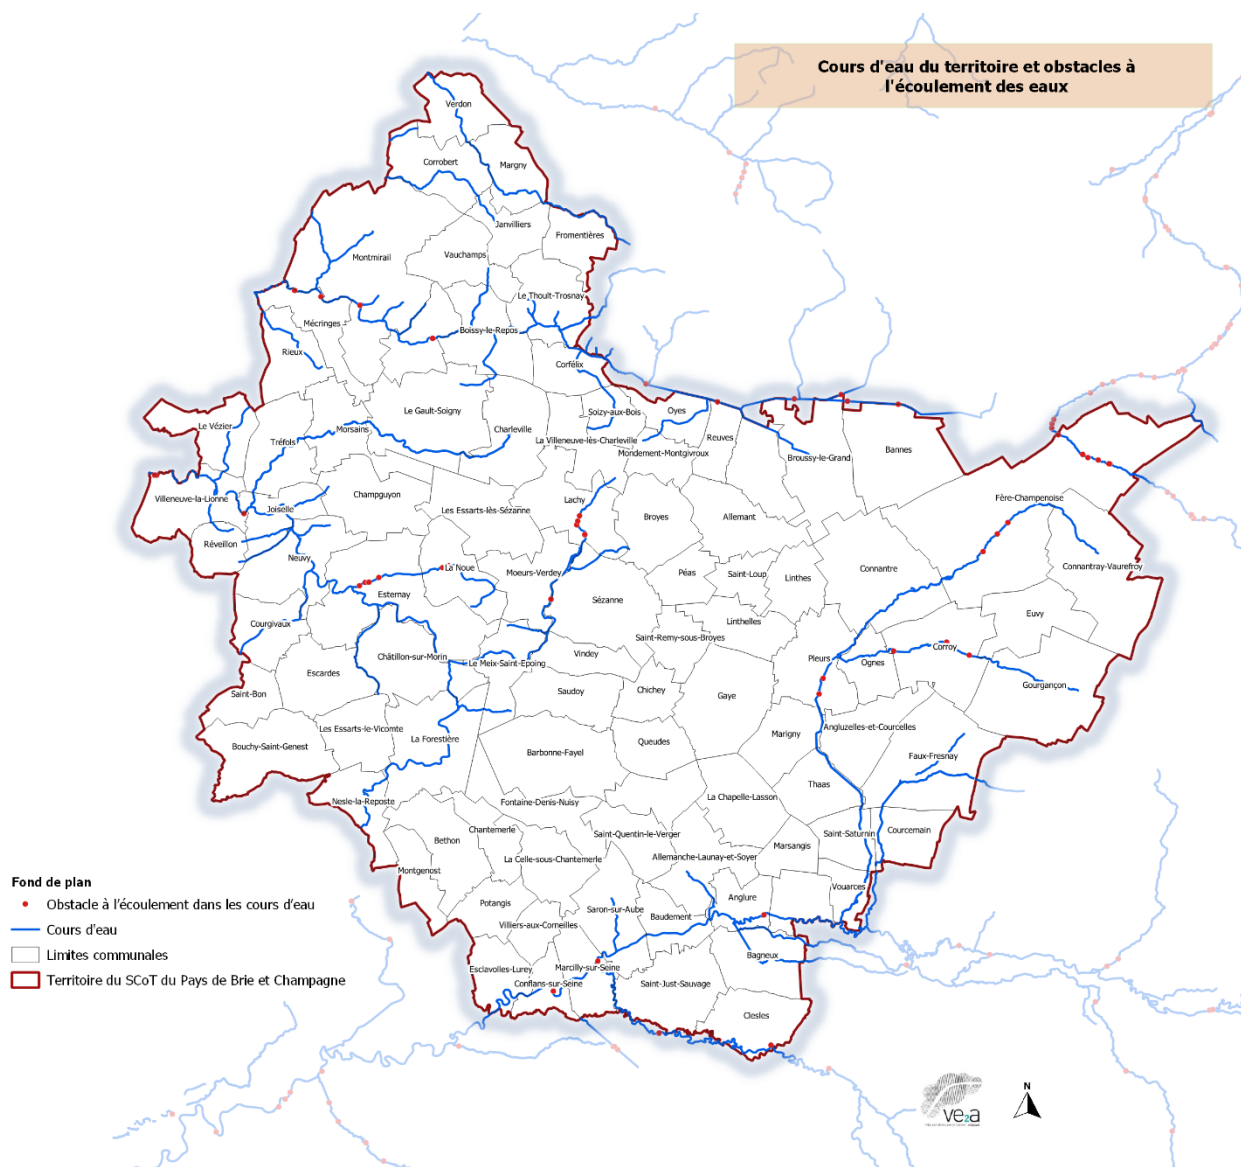 Cours d'eau du territoire et obstacles à
l'écoulement des eaux
Verdon
Corrobert
Margny
Janvilliers
Fromentières
Montmirail
Vauchamps
Le Thoult-Trosnay
Mécringes
Boissy-le-Repos
Rieux
Corfélix
Le Gault-Soigny
Soizy-aux-Bois
Oyes
Le Vézier
Morsains
Charleville
Reuves
Tréfols
La Villeneuve-lès-Charleville
Mondement-Montgivroux
Broussy-le-Grand
Bannes
Villeneuve-la-Lionne
Champguyon
Lachy
Fère-Champenoise
Joiselle
Les Essarts-lès-Sézanne
Broyes
Allemant
Réveillon
Neuvy
La Noue
Moeurs-Verdey
Péas
Saint-Loup
Linthes
Connantre
Connantray-Vaurefroy
Esternay
Sézanne
Courgivaux
Linthelles
Euvy
Saint-Remy-sous-Broyes
Châtillon-sur-Morin
Le Meix-Saint-Epoing
Vindey
Pleurs
Ognes
Corroy
Escardes
Saint-Bon
Saudoy
Chichey
Gaye
Gourgançon
Les Essarts-le-Vicomte
La Forestière
Marigny
Angluzelles-et-Courcelles
Bouchy-Saint-Genest
Barbonne-Fayel
Queudes
Faux-Fresnay
Thaas
Nesle-la-Reposte
Fontaine-Denis-Nuisy
La Chapelle-Lasson
Bethon
Chantemerle
Saint-Quentin-le-Verger
Saint-Saturnin
Courcemain
La Celle-sous-Chantemerle
Allemanche-Launay-et-Soyer
Marsangis
Montgenost
Vouarces
Potangis
Saron-sur-Aube
Baudement
Anglure
Villiers-aux-Corneilles
Bagneux
Esclavolles-Lurey
Marcilly-sur-Seine
Conflans-sur-Seine
Saint-Just-Sauvage
Clesles
Fond de plan
Obstacle à l'écoulement dans les cours d'eau
Cours d'eau
Limites communales
Territoire du SCoT du Pays de Brie et Champagne
ve2a
N